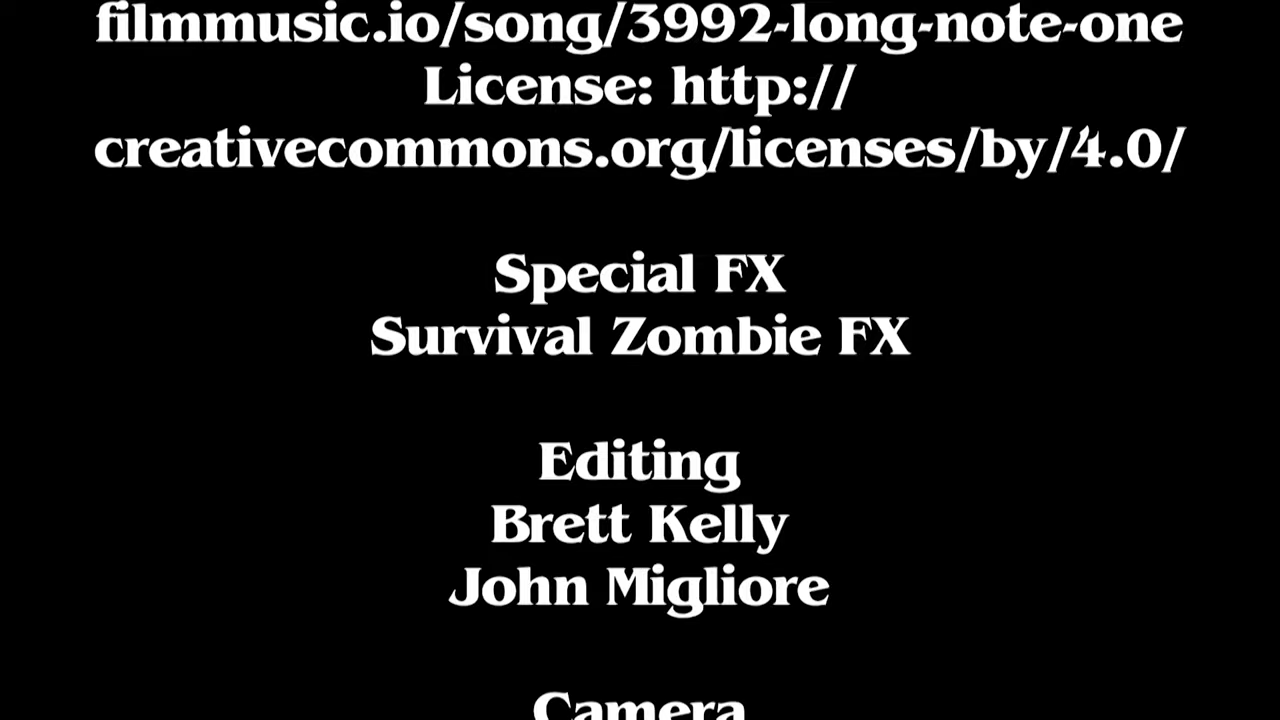 filmmusic.io/song/3992-long-note-one
License: http://
creativecommons.org/licenses/by/4.0/
Special FX
Survival Zombie FX
Editing
Brett Kelly
John Migliore
Camera